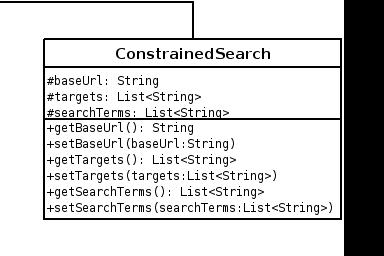 ConstrainedSearch
#baseUrl: String
#targets: List<String>
#searchTerms: List<String>
+getBaseUrl(): String
+setBaseUrl(baseUrl:String)
+getTargets(): List<String>
+setTargets(targets:List<String>)
+getSearchTerms(): List<String>
+setSearchTerms(searchTerms:List<String>)